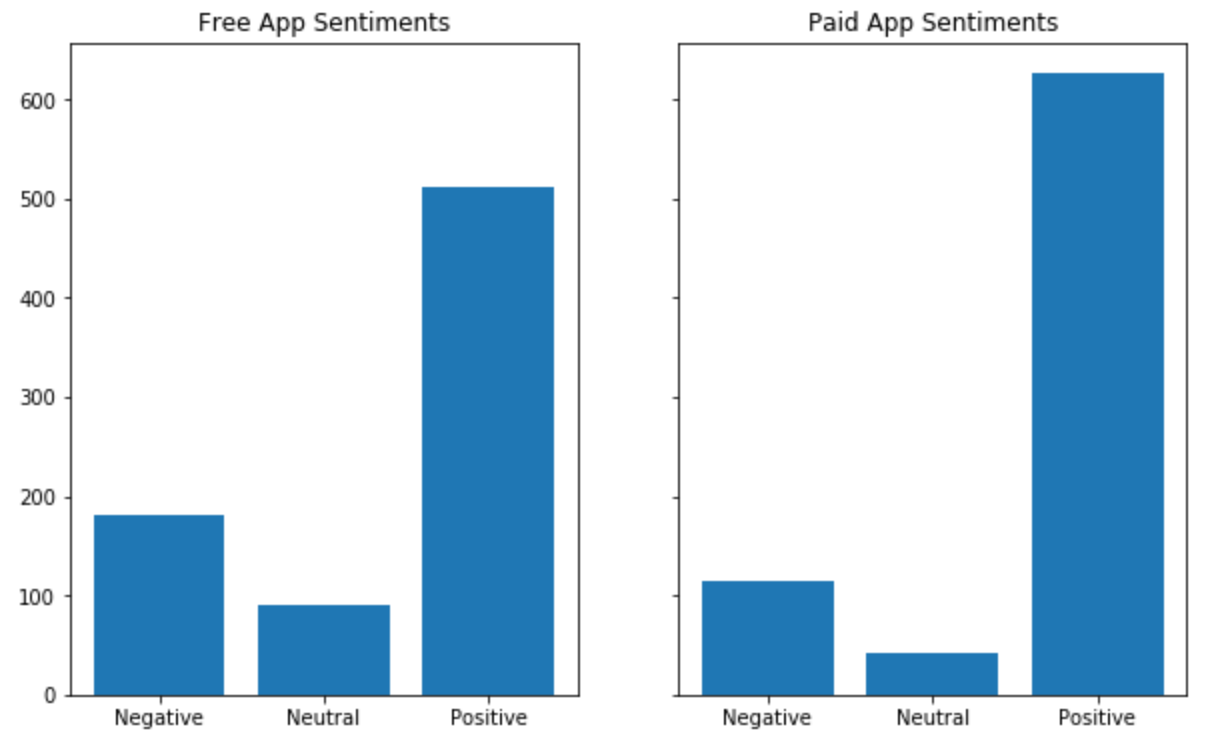 Free App Sentiments
Paid App Sentiments
600
500
400
300
200
100
0
Negative Neutral Positive
Negative Neutral Positive